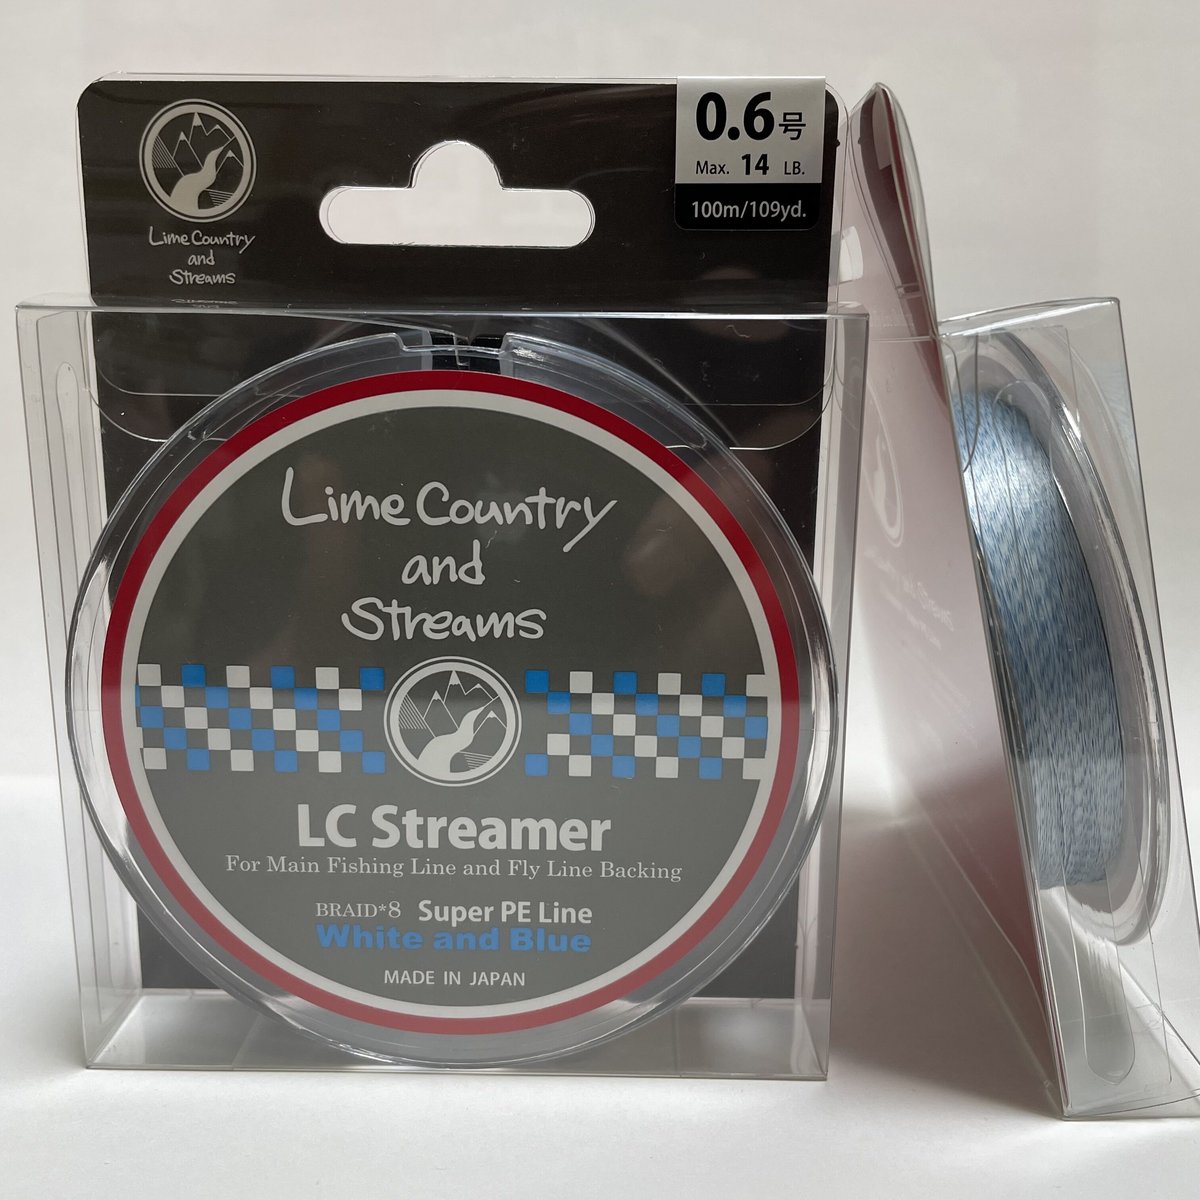 Lime Country
and
Streams
0.6号
Max. 14 LB.
100m/109yd.
Lime Country
and
Streams
LC Streamer
For Main Fishing Line and Fly Line Backing
BRAID*8 Super PE Line
White and Blue
MADE IN JAPAN